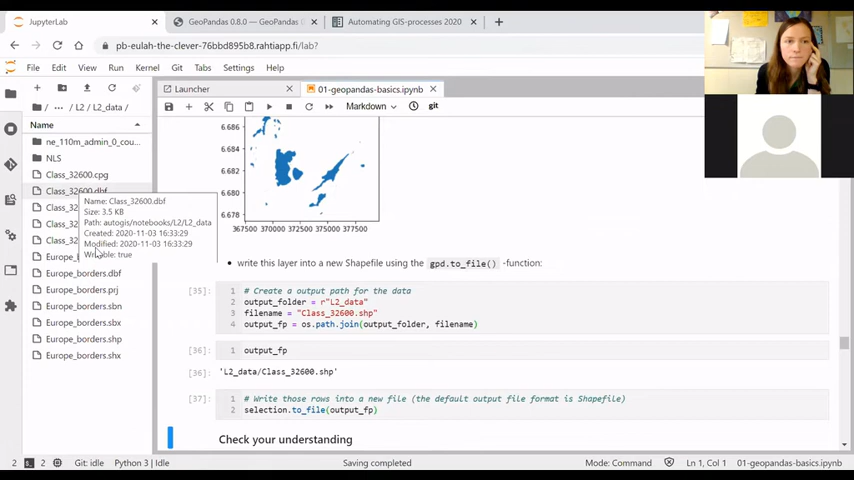 JupyterLab
GeoPandas 0.8.0 — GeoPandas
Automating GIS-processes 2020
pb-eulah-the-clever-76bbd895b8.rahtiapp.fi/lab?
File Edit View Run Kernel Git Tabs Settings Help
/ ··· / L2 / L2_data /
Launcher
01-geopandas-basics.ipynb
Markdown
git
Name
ne_110m_admin_0_cou...
NLS
Class_32600.cpg
Class_32600.dbf
Class_32
Class_32
Class_32
Europe_b
Europe_borders.dbf
Europe_borders.prj
Europe_borders.sbn
Europe_borders.sbx
Europe_borders.shp
Europe_borders.shx
Name: Class_32600.dbf
Size: 3.5 KB
Path: autogis/notebooks/L2/L2_data
Created: 2020-11-03 16:33:29
Modified: 2020-11-03 16:33:29
Writable: true
6.686
6.684
6.682
6.680
6.678
367500 370000 372500 375000 377500
• write this layer into a new Shapefile using the gpd.to_file() -function:
[35]:
1 # Create a output path for the data
2 output_folder = r"L2_data"
3 filename = "Class_32600.shp"
4 output_fp = os.path.join(output_folder, filename)
[36]:
1 output_fp
[36]: 'L2_data/Class_32600.shp'
[37]:
1 # Write those rows into a new file (the default output file format is Shapefile)
2 selection.to_file(output_fp)
Check your understanding
2 2 Git: idle Python 3 | Idle Saving completed Mode: Command Ln 1, Col 1 01-geopandas-basics.ipynb